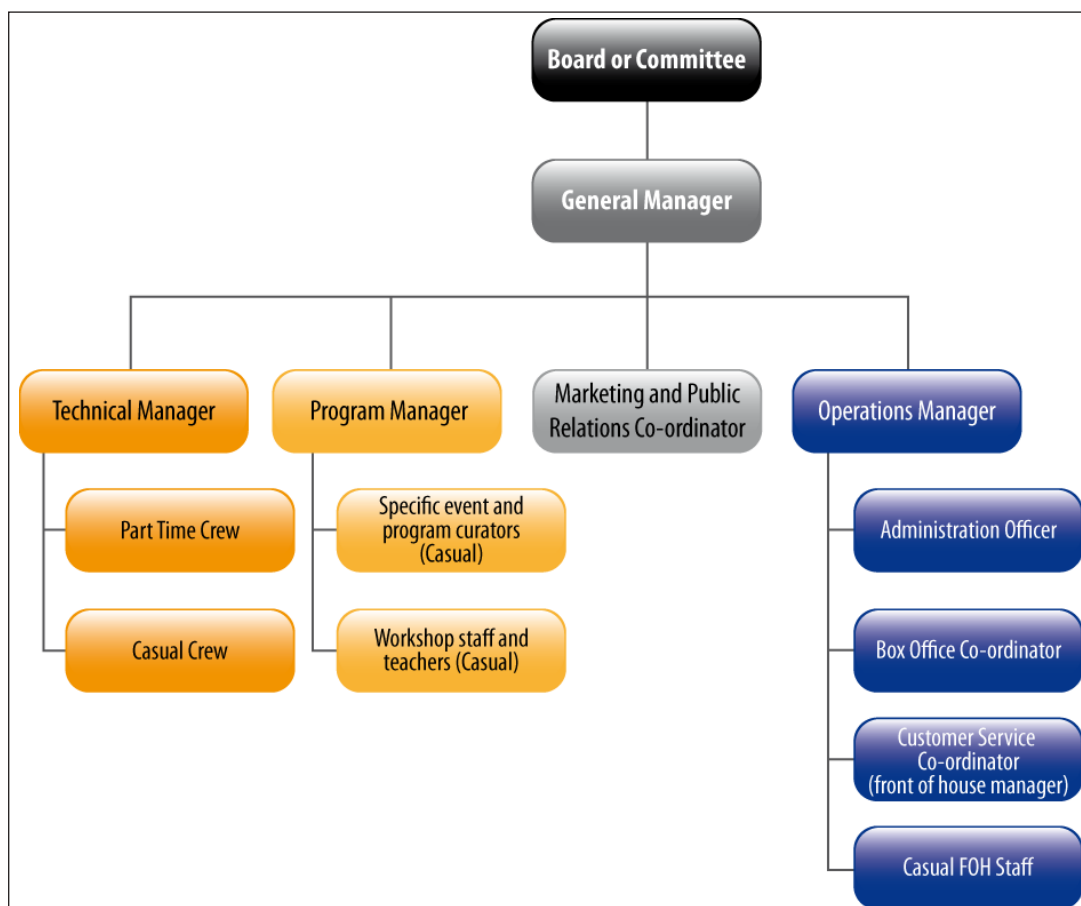 Board or Committee
General Manager
Technical Manager
Program Manager
Marketing and Public
Relations Co-ordinator
Operations Manager
Part Time Crew
Casual Crew
Specific event and
program curators
(Casual)
Workshop staff and
teachers (Casual)
Administration Officer
Box Office Co-ordinator
Customer Service
Co-ordinator
(front of house manager)
Casual FOH Staff